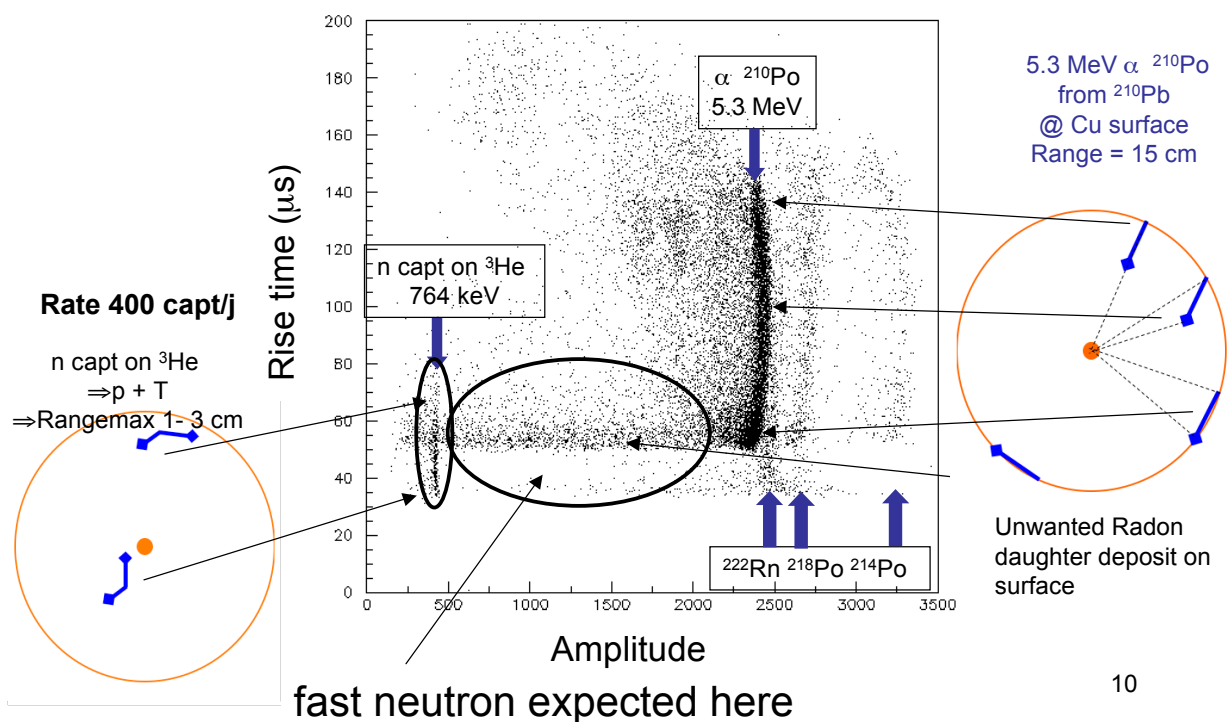 200
180
160
140
120
100
80
60
40
20
0
Rise time (μs)
0 500 1000 1500 2000 2500 3000 3500
Amplitude
α ²¹⁰Po
5.3 MeV
n capt on ³He
764 keV
Rate 400 capt/j
n capt on ³He
⇒p + T
⇒Rangemax 1- 3 cm
5.3 MeV α ²¹⁰Po
from ²¹⁰Pb
@ Cu surface
Range = 15 cm
Unwanted Radon
daughter deposit on
surface
²²²Rn ²¹⁸Po ²¹⁴Po
fast neutron expected here
10